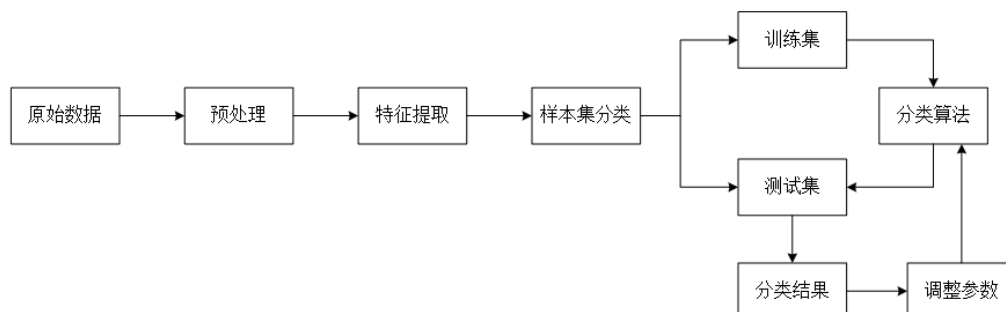 训练集
原始数据
预处理
特征提取
样本集分类
分类算法
测试集
分类结果
调整参数